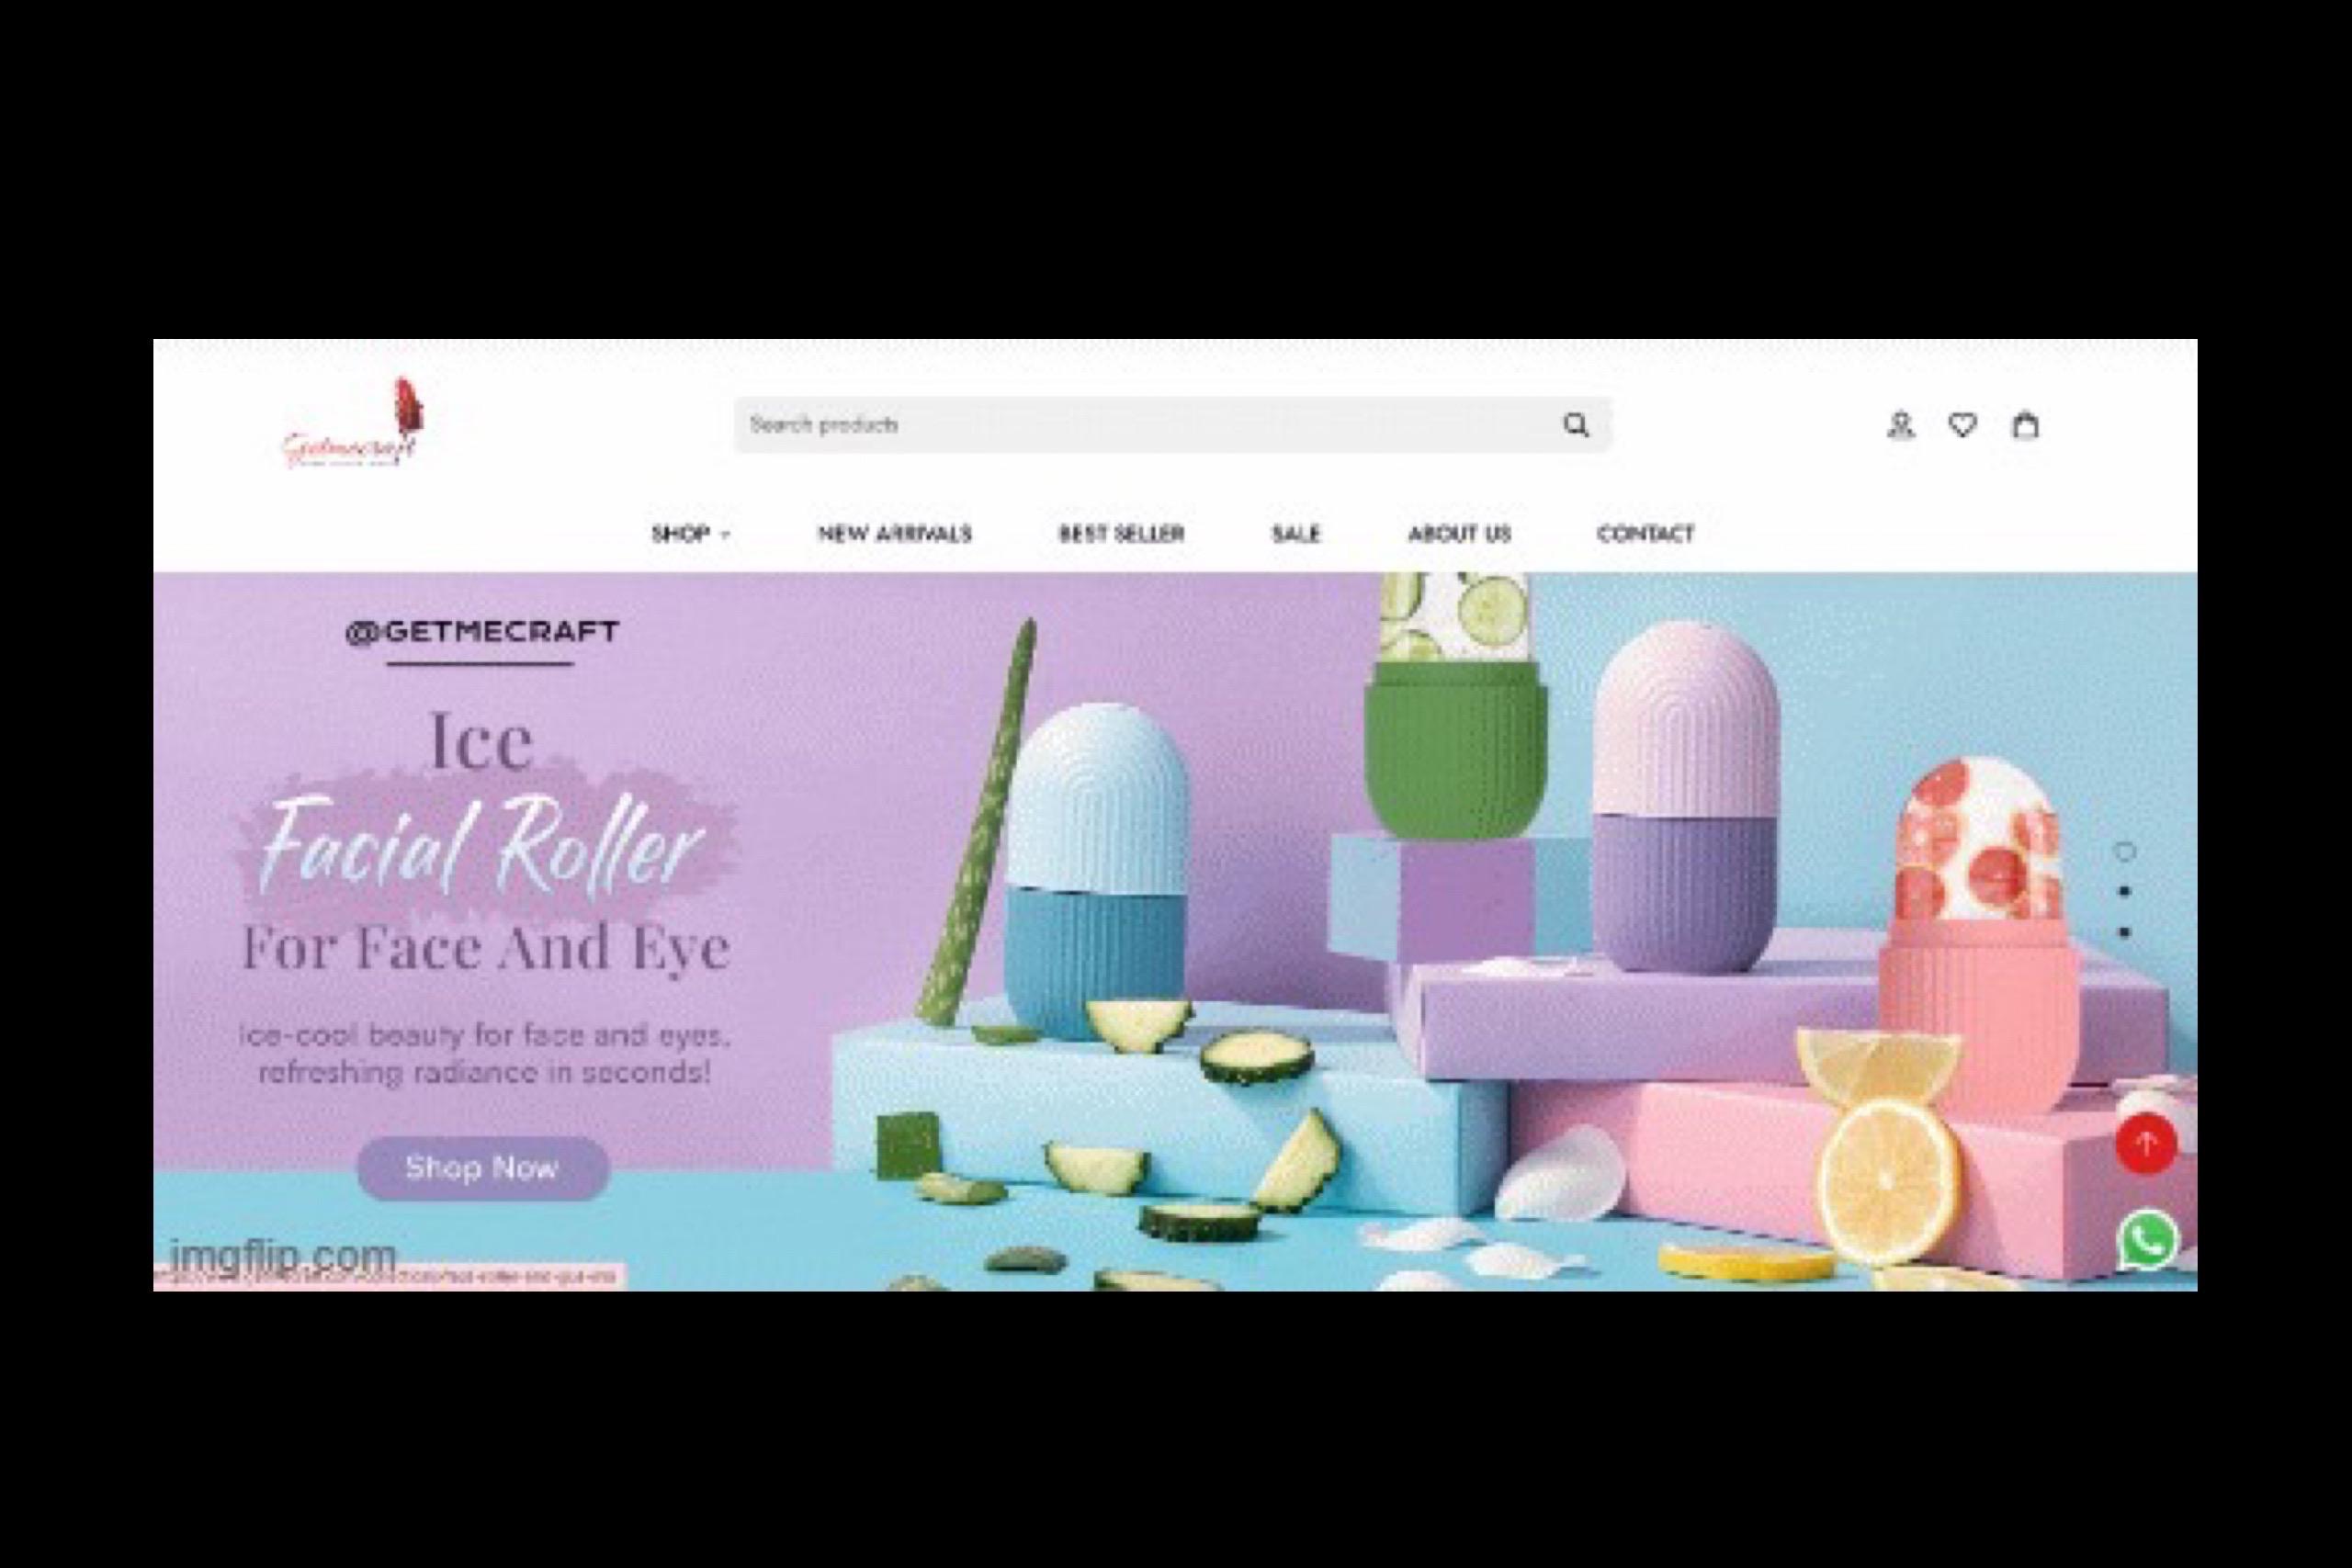 Getmecraft
Search products
SHOP
NEW ARRIVALS
BEST SELLER
SALE
ABOUT US
CONTACT
@GETMECRAFT
Ice
Facial Roller
For Face And Eye
Ice-cool beauty for face and eyes,
refreshing radiance in seconds!
Shop Now
imgflip.com